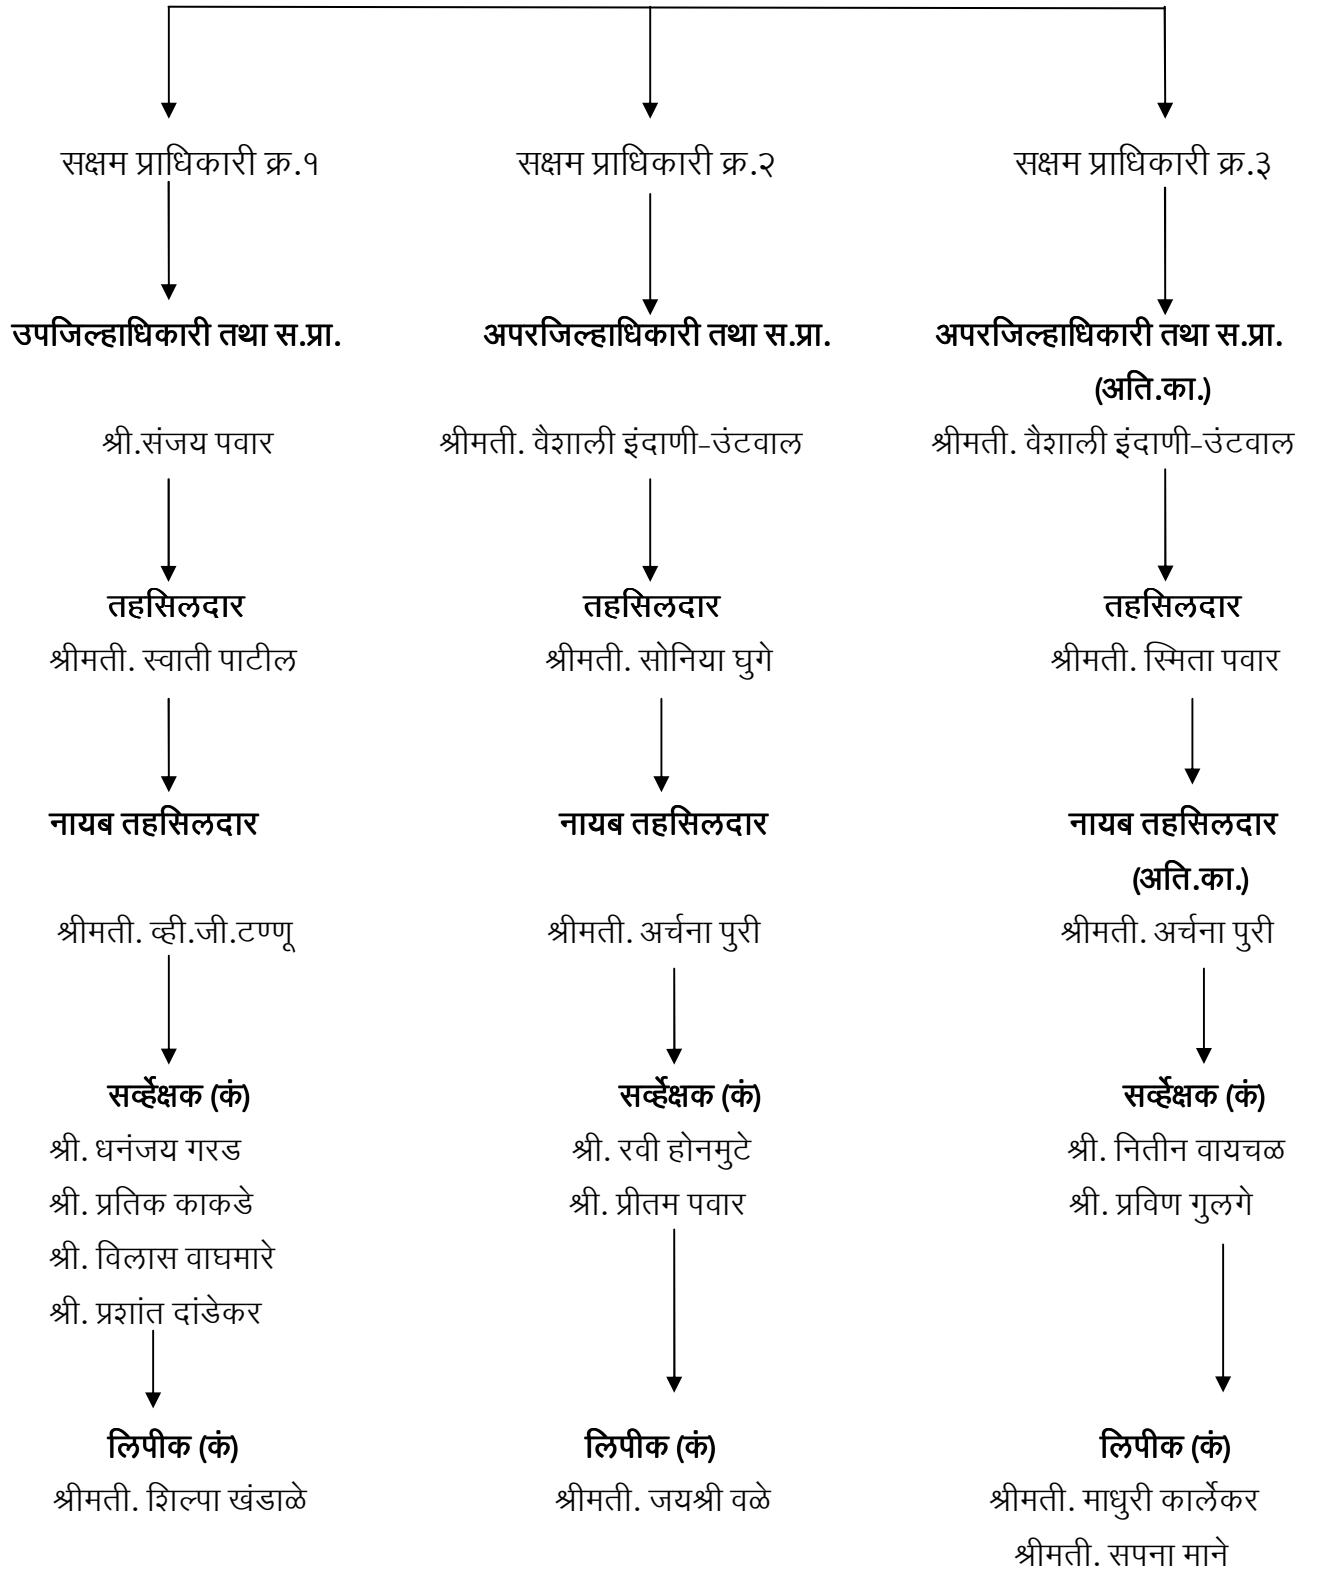 सक्षम प्राधिकारी क्र.१
सक्षम प्राधिकारी क्र.२
सक्षम प्राधिकारी क्र.३
उपजिल्हाधिकारी तथा स.प्रा.
अपरजिल्हाधिकारी तथा स.प्रा.
अपरजिल्हाधिकारी तथा स.प्रा.
(अति.का.)
श्री.संजय पवार
श्रीमती. वैशाली इंदाणी-उंटवाल
श्रीमती. वैशाली इंदाणी-उंटवाल
तहसिलदार
तहसिलदार
तहसिलदार
श्रीमती. स्वाती पाटील
श्रीमती. सोनिया घुगे
श्रीमती. स्मिता पवार
नायब तहसिलदार
नायब तहसिलदार
नायब तहसिलदार
(अति.का.)
श्रीमती. व्ही.जी.टण्णू
श्रीमती. अर्चना पुरी
श्रीमती. अर्चना पुरी
सर्व्हेक्षक (कं)
सर्व्हेक्षक (कं)
सर्व्हेक्षक (कं)
श्री. धनंजय गरड
श्री. रवी होनमुटे
श्री. नितीन वायचळ
श्री. प्रतिक काकडे
श्री. प्रीतम पवार
श्री. प्रविण गुलगे
श्री. विलास वाघमारे
श्री. प्रशांत दांडेकर
लिपीक (कं)
लिपीक (कं)
लिपीक (कं)
श्रीमती. शिल्पा खंडाळे
श्रीमती. जयश्री वळे
श्रीमती. माधुरी कार्लेकर
श्रीमती. सपना माने